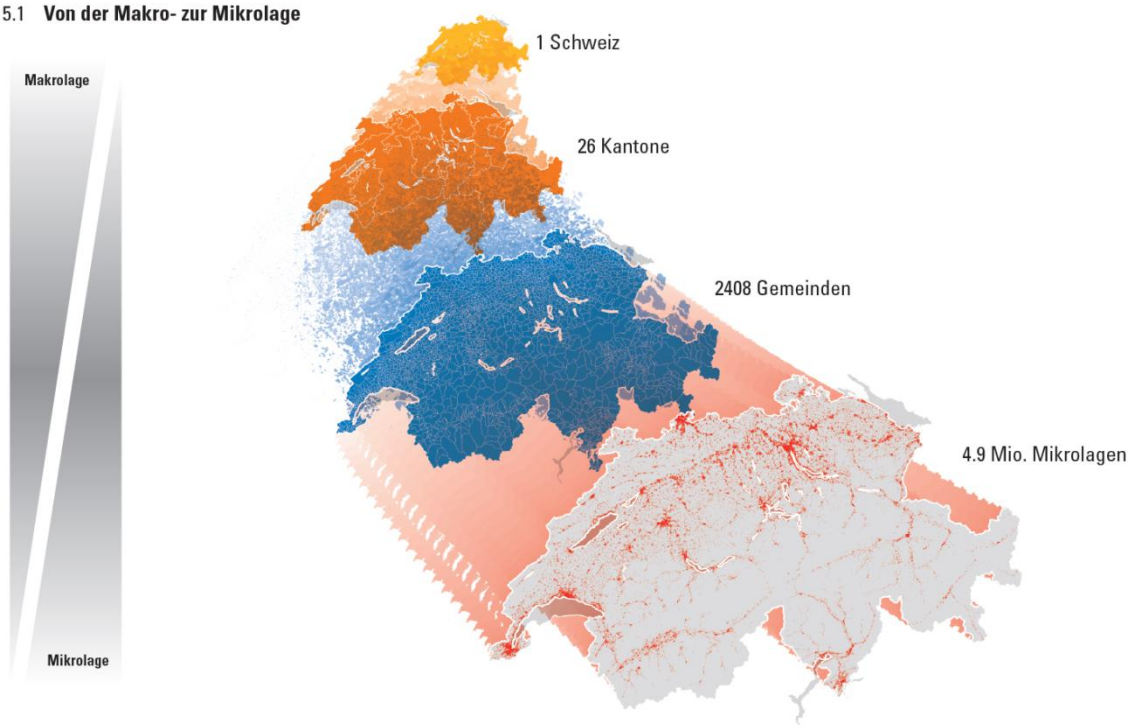 5.1 Von der Makro- zur Mikrolage
1 Schweiz
Makrolage
26 Kantone
2408 Gemeinden
4.9 Mio. Mikrolagen
Mikrolage